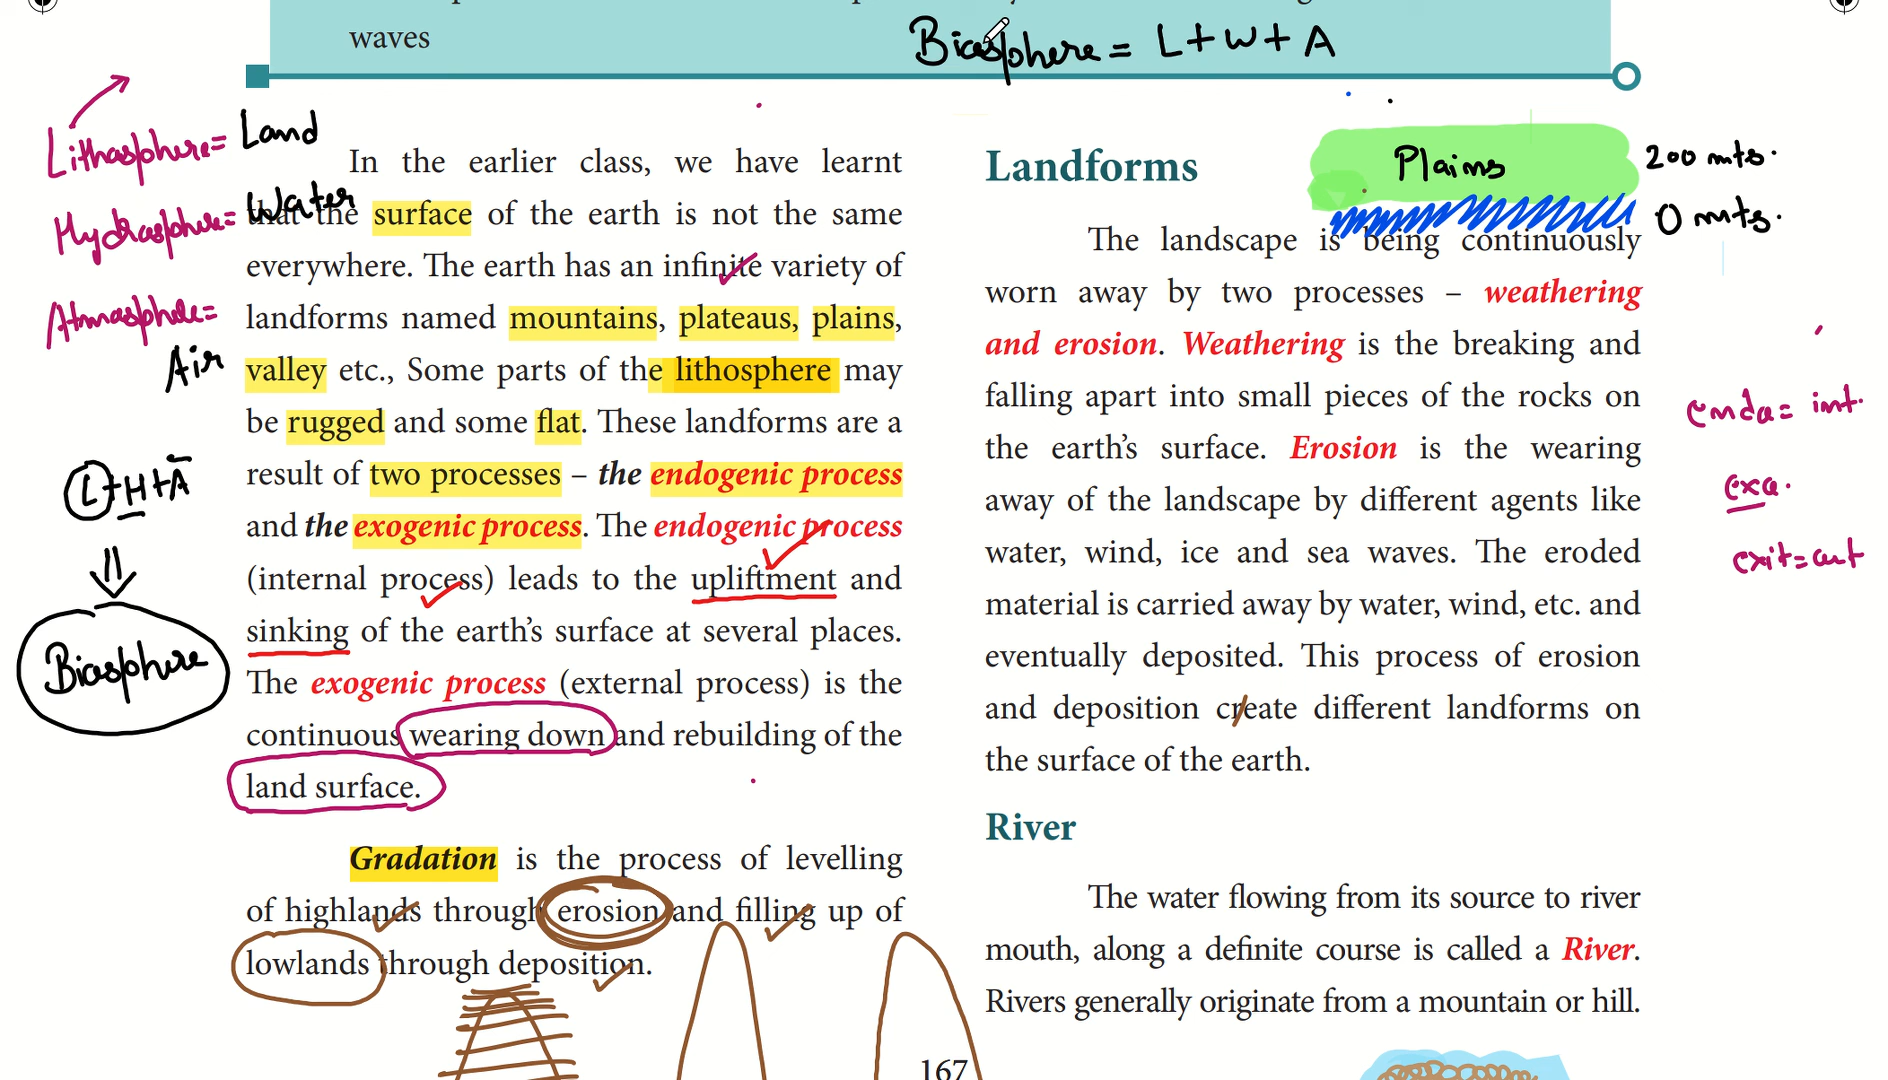 waves
Biosphere = L + W + A
Lithosphere = Land
Hydrosphere = Water
Atmosphere =
Air
L + H + A
Biosphere
In the earlier class, we have learnt
that the surface of the earth is not the same
everywhere. The earth has an infinite variety of
landforms named mountains, plateaus, plains,
valley etc., Some parts of the lithosphere may
be rugged and some flat. These landforms are a
result of two processes – the endogenic process
and the exogenic process. The endogenic process
(internal process) leads to the upliftment and
sinking of the earth's surface at several places.
The exogenic process (external process) is the
continuous wearing down and rebuilding of the
land surface.
Gradation is the process of levelling
of highlands through erosion and filling up of
lowlands through deposition.
Landforms
Plains
200 mts.
0 mts.
The landscape is being continuously
worn away by two processes – weathering
and erosion. Weathering is the breaking and
falling apart into small pieces of the rocks on
the earth's surface. Erosion is the wearing
away of the landscape by different agents like
water, wind, ice and sea waves. The eroded
material is carried away by water, wind, etc. and
eventually deposited. This process of erosion
and deposition create different landforms on
the surface of the earth.
endo = int.
exo.
exit = out
River
The water flowing from its source to river
mouth, along a definite course is called a River.
Rivers generally originate from a mountain or hill.
167